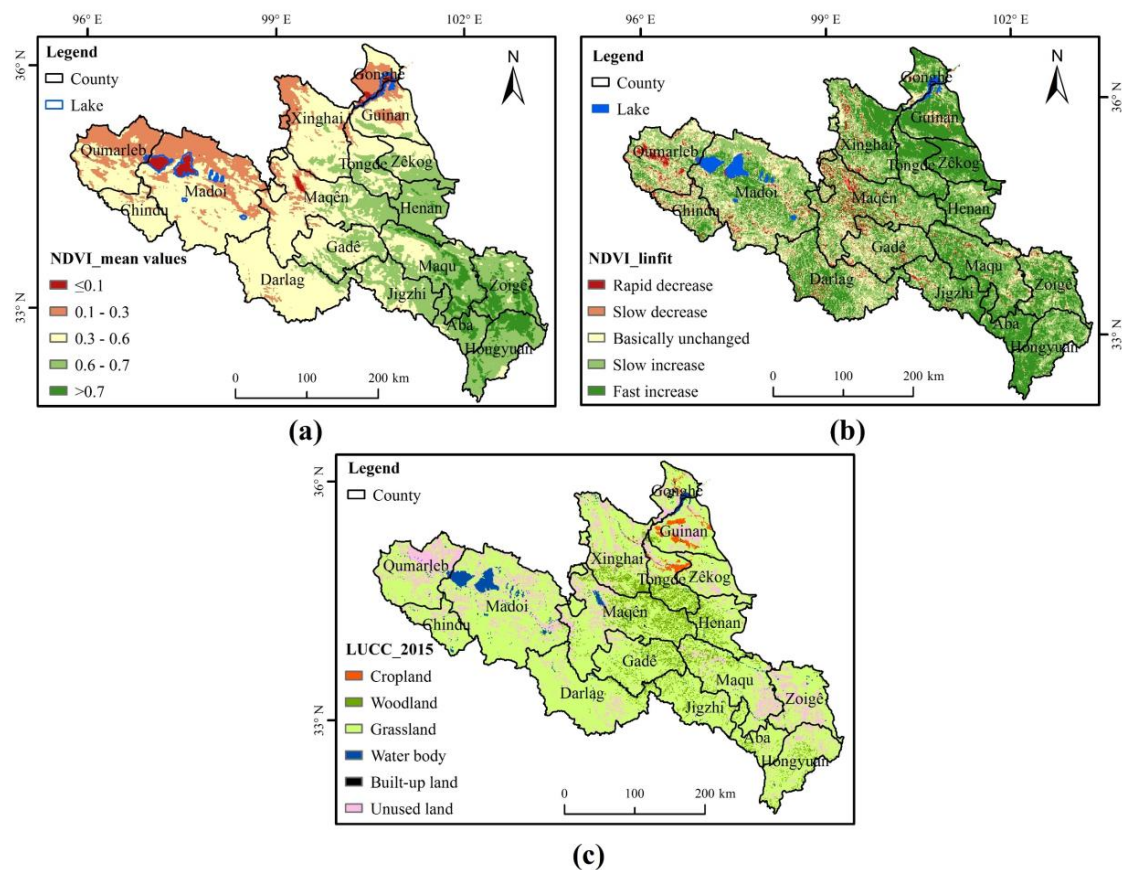 96° E
99° E
102° E
36° N
33° N
Legend
County
Lake
N
Gonghe
Guinan
Xinghai
Tongde
Zêkog
Qumarleb
Madoi
Maqên
Henan
Chindu
Gadê
Maqu
Darlag
Jigzhi
Zoigê
Aba
Hongyuan
NDVI_mean values
≤0.1
0.1 - 0.3
0.3 - 0.6
0.6 - 0.7
>0.7
0 100 200 km
(a)
96° E
99° E
102° E
36° N
33° N
Legend
County
Lake
N
Gonghe
Guinan
Xinghai
Tongde
Zêkog
Qumarleb
Madoi
Maqên
Henan
Chindu
Gadê
Maqu
Darlag
Jigzhi
Zoigê
Aba
Hongyuan
NDVI_linfit
Rapid decrease
Slow decrease
Basically unchanged
Slow increase
Fast increase
0 100 200 km
(b)
36° N
33° N
Legend
County
Gonghe
Guinan
Xinghai
Tongde
Zêkog
Qumarleb
Madoi
Maqên
Henan
Chindu
Gadê
Maqu
Darlag
Jigzhi
Zoigê
Aba
Hongyuan
LUCC_2015
Cropland
Woodland
Grassland
Water body
Built-up land
Unused land
0 100 200 km
(c)